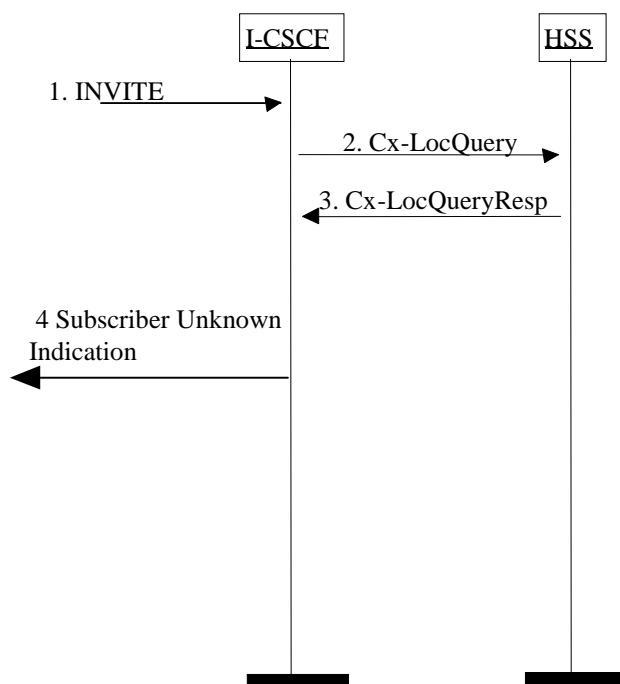 I-CSCF
HSS
1. INVITE
2. Cx-LocQuery
3. Cx-LocQueryResp
4 Subscriber Unknown
Indication